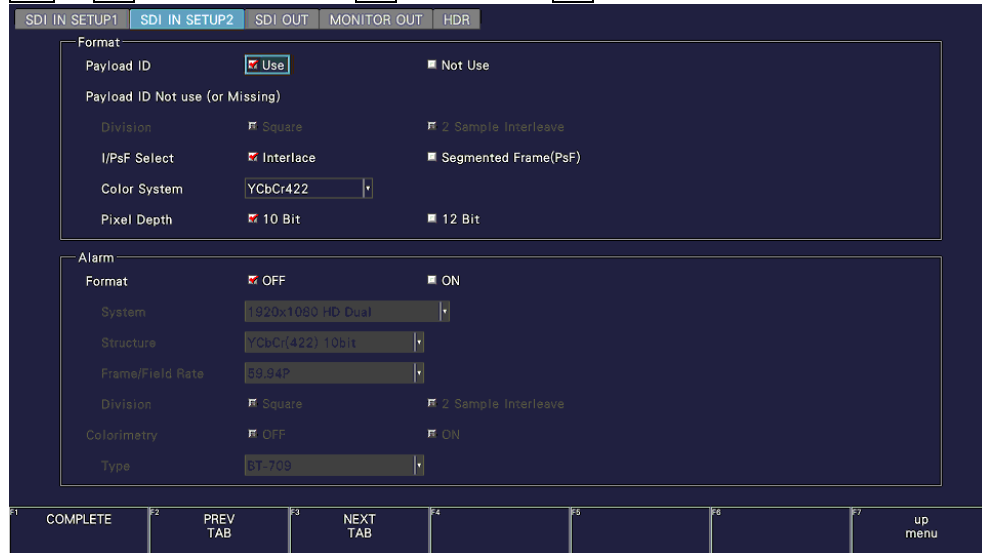 SDI IN SETUP1 SDI IN SETUP2 SDI OUT MONITOR OUT HDR
Format
Payload ID Use Not Use
Payload ID Not use (or Missing)
Division Square 2 Sample Interleave
I/PsF Select Interlace Segmented Frame(PsF)
Color System YCbCr422
Pixel Depth 10 Bit 12 Bit
Alarm
Format OFF ON
System 1920x1080 HD Dual
Structure YCbCr(422) 10bit
Frame/Field Rate 59.94P
Division Square 2 Sample Interleave
Colorimetry OFF ON
Type BT-709
F1 COMPLETE F2 PREV TAB F3 NEXT TAB F4 F5 F6 F7 up menu